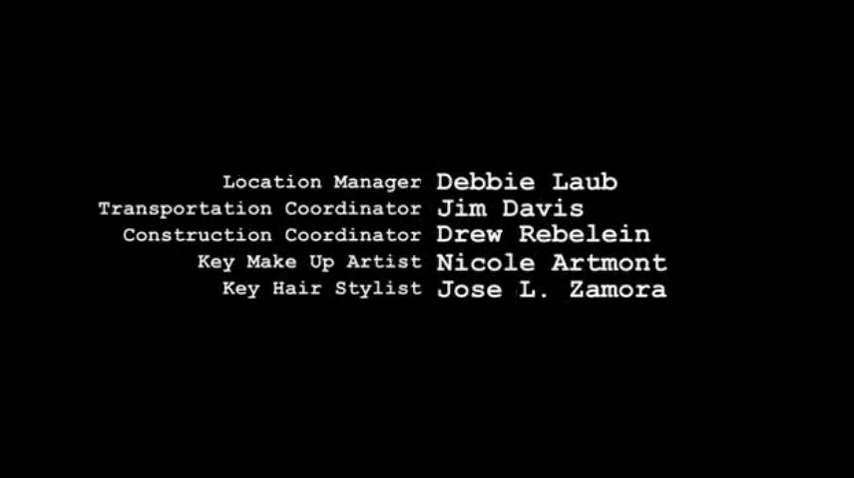 Location Manager Debbie Laub
Transportation Coordinator Jim Davis
Construction Coordinator Drew Rebelein
Key Make Up Artist Nicole Artmont
Key Hair Stylist Jose L. Zamora